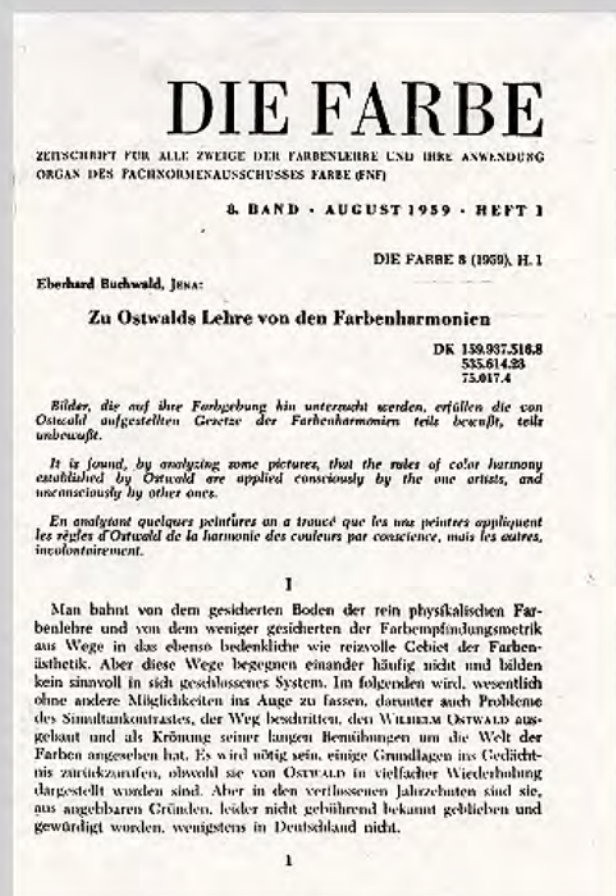 DIE FARBE
ZEITSCHRIFT FÜR ALLE ZWEIGE DER FARBENLEHRE UND IHRE ANWENDUNG
ORGAN DES FACHNORMENAUSSCHUSSES FARBE (FNF)
8. BAND · AUGUST 1959 · HEFT 1
DIE FARBE 8 (1959), H. 1
Eberhard Buchwald, JENA:
Zu Ostwalds Lehre von den Farbenharmonien
DK 159.937.516.8
535.614.23
75.017.4
Bilder, die auf ihre Farbgebung hin untersucht werden, erfüllen die von
Ostwald aufgestellten Gesetze der Farbenharmonien teils bewußt, teils
unbewußt.
It is found, by analyzing some pictures, that the rules of color harmony
established by Ostwald are applied consciously by the one artists, and
unconsciously by other ones.
En analytant quelques peintures on a trouvé que les uns peintres appliquent
les règles d'Ostwald de la harmonie des couleurs par conscience, mais les autres,
involontairement.
I
Man bahnt von dem gesicherten Boden der rein physikalischen Far-
benlehre und von dem weniger gesicherten der Farbempfindungsmetrik
aus Wege in das ebenso bedenkliche wie reizvolle Gebiet der Farben-
ästhetik. Aber diese Wege begegnen einander häufig nicht und bilden
kein sinnvoll in sich geschlossenes System. Im folgenden wird, wesentlich
ohne andere Möglichkeiten ins Auge zu fassen, darunter auch Probleme
des Simultankontrastes, der Weg beschritten, den WILHELM OSTWALD aus-
gebaut und als Krönung seiner langen Bemühungen um die Welt der
Farben angesehen hat. Es wird nötig sein, einige Grundlagen ins Gedächt-
nis zurückzurufen, obwohl sie von OSTWALD in vielfacher Wiederholung
dargestellt worden sind. Aber in den verflossenen Jahrzehnten sind sie,
aus angebbaren Gründen, leider nicht gebührend bekannt geblieben und
gewürdigt worden, wenigstens in Deutschland nicht.
1